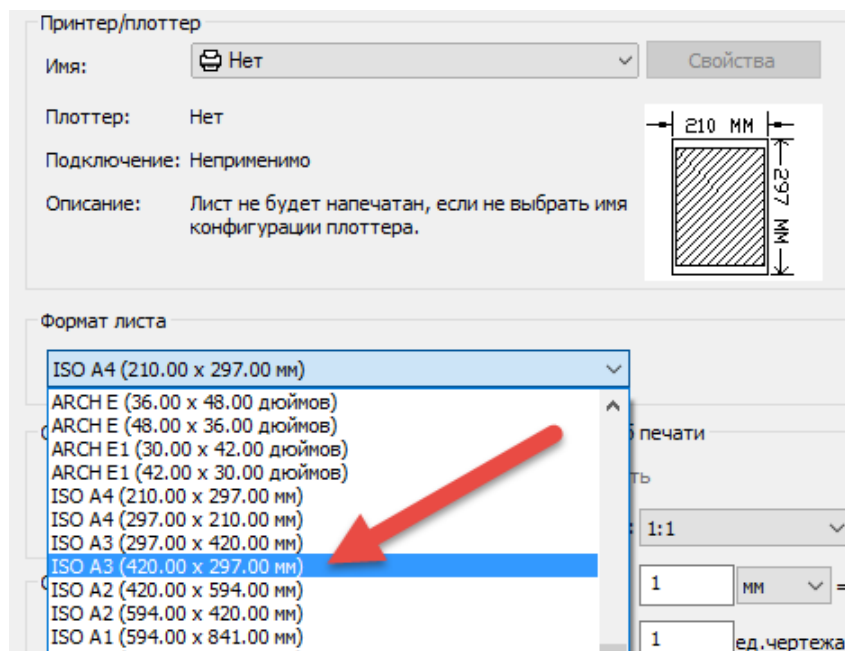 Принтер/плоттер
Имя:
Нет
Свойства
Плоттер:
Нет
Подключение:
Неприменимо
Описание:
Лист не будет напечатан, если не выбрать имя
конфигурации плоттера.
210 MM
297 MM
Формат листа
ISO A4 (210.00 x 297.00 мм)
ARCH E (36.00 x 48.00 дюймов)
ARCH E (48.00 x 36.00 дюймов)
ARCH E1 (30.00 x 42.00 дюймов)
ARCH E1 (42.00 x 30.00 дюймов)
ISO A4 (210.00 x 297.00 мм)
ISO A4 (297.00 x 210.00 мм)
ISO A3 (297.00 x 420.00 мм)
ISO A3 (420.00 x 297.00 мм)
ISO A2 (420.00 x 594.00 мм)
ISO A2 (594.00 x 420.00 мм)
ISO A1 (594.00 x 841.00 мм)
печати
ть
1:1
1
мм
=
1
ед.чертежа